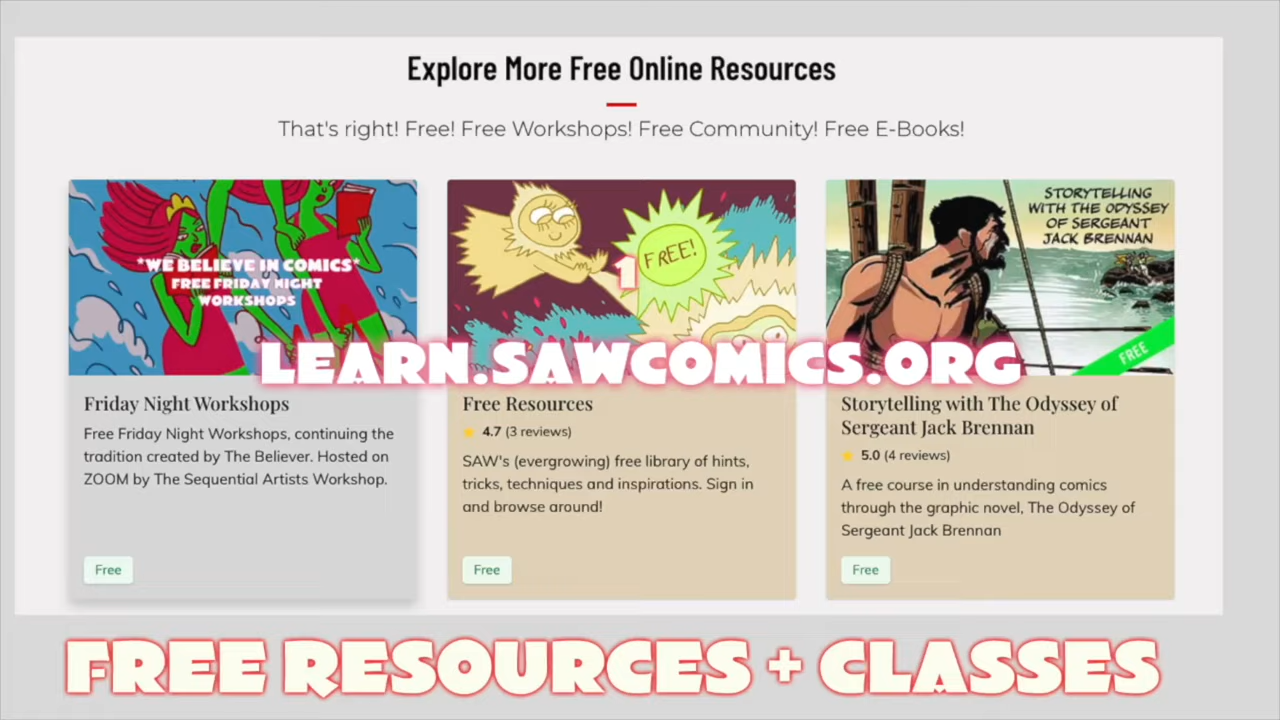 Explore More Free Online Resources
That's right! Free! Free Workshops! Free Community! Free E-Books!
*WE BELIEVE IN COMICS*
FREE FRIDAY NIGHT
WORKSHOPS
1
FREE!
STORYTELLING
WITH THE ODYSSEY
OF SERGEANT
JACK BRENNAN
FREE
LEARN.SAWCOMICS.ORG
Friday Night Workshops
Free Friday Night Workshops, continuing the
tradition created by The Believer. Hosted on
ZOOM by The Sequential Artists Workshop.
Free
Free Resources
4.7 (3 reviews)
SAW's (evergrowing) free library of hints,
tricks, techniques and inspirations. Sign in
and browse around!
Free
Storytelling with The Odyssey of
Sergeant Jack Brennan
5.0 (4 reviews)
A free course in understanding comics
through the graphic novel, The Odyssey of
Sergeant Jack Brennan
Free
FREE RESOURCES + CLASSES